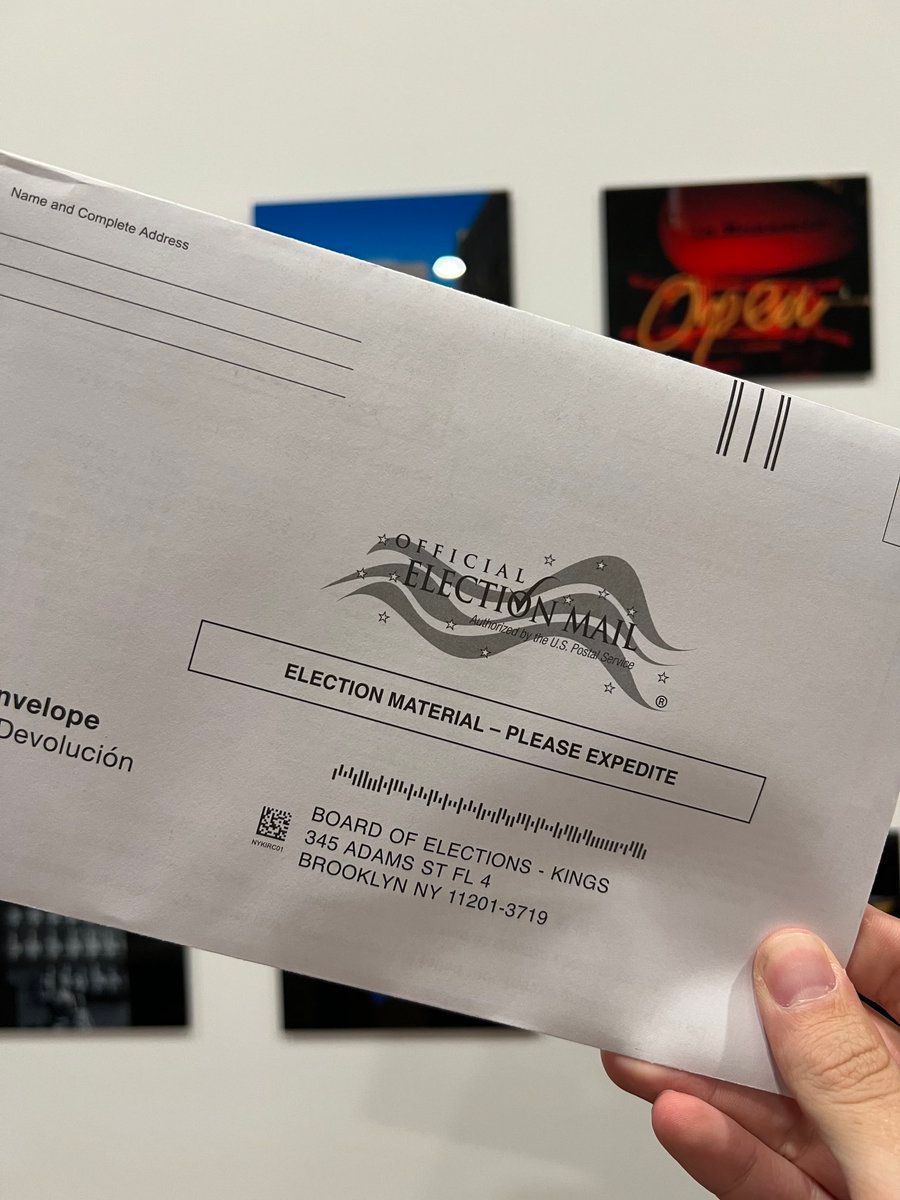 Name and Complete Address
OFFICIAL
ELECTION MAIL
Authorized by the U.S. Postal Service
®
ELECTION MATERIAL – PLEASE EXPEDITE
nvelope
Devolución
NYKIRC01
BOARD OF ELECTIONS - KINGS
345 ADAMS ST FL 4
BROOKLYN NY 11201-3719
Open